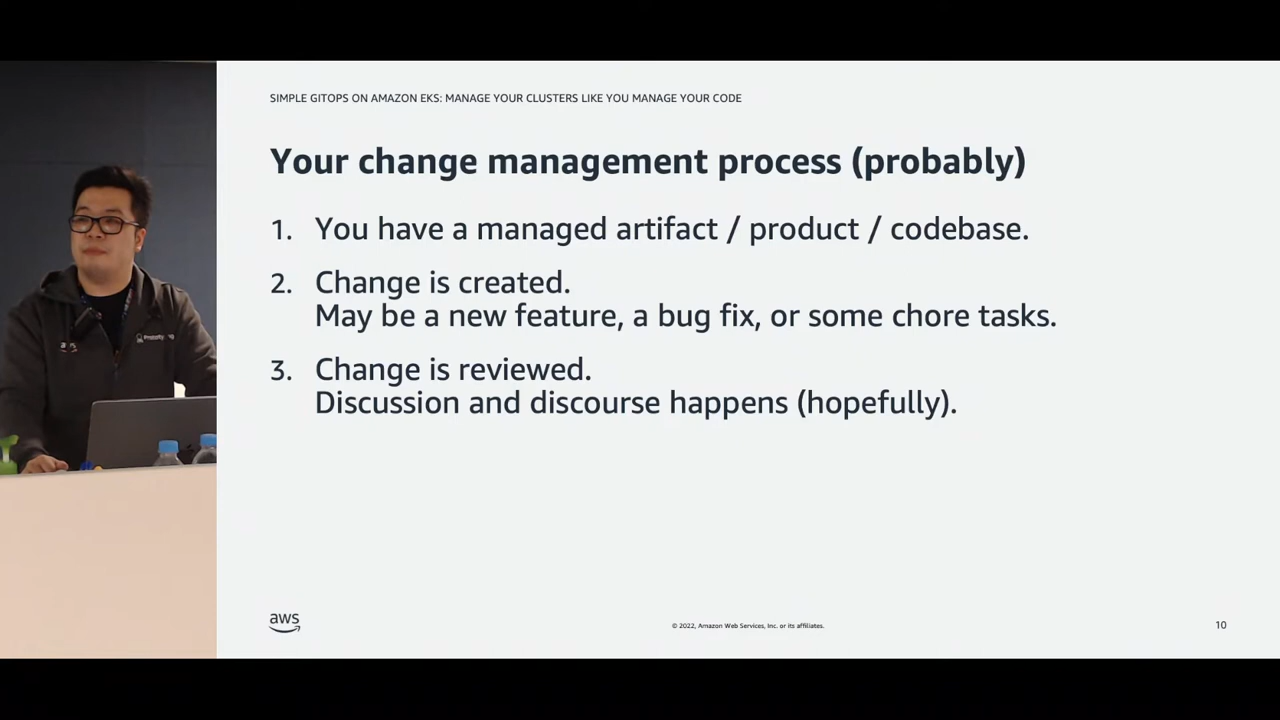 SIMPLE GITOPS ON AMAZON EKS: MANAGE YOUR CLUSTERS LIKE YOU MANAGE YOUR CODE
Your change management process (probably)
1. You have a managed artifact / product / codebase.
2. Change is created.
May be a new feature, a bug fix, or some chore tasks.
3. Change is reviewed.
Discussion and discourse happens (hopefully).
aws
© 2022, Amazon Web Services, Inc. or its affiliates.
10